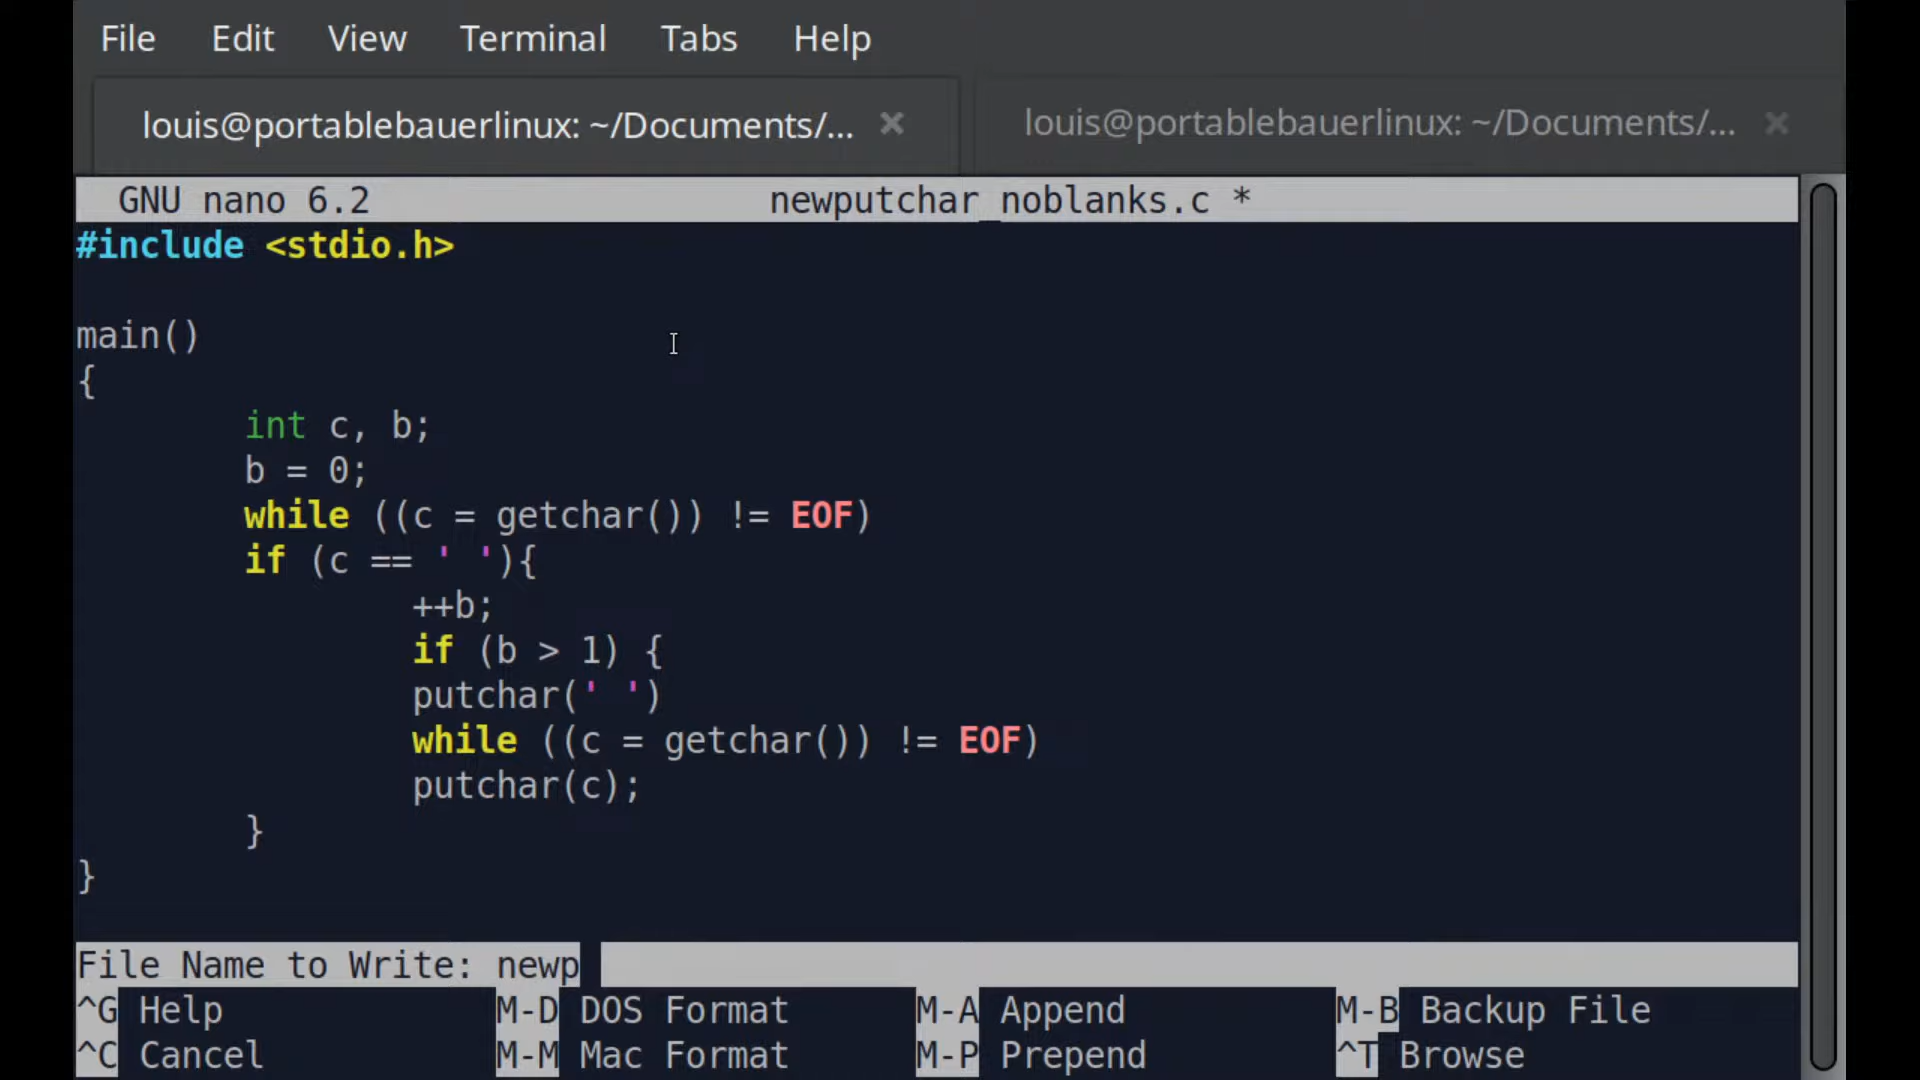 File Edit View Terminal Tabs Help
louis@portablebauerlinux: ~/Documents/... × louis@portablebauerlinux: ~/Documents/... ×
GNU nano 6.2 newputchar_noblanks.c *
#include <stdio.h>
main()
{
int c, b;
b = 0;
while ((c = getchar()) != EOF)
if (c == ' '){
++b;
if (b > 1) {
putchar(' ')
while ((c = getchar()) != EOF)
putchar(c);
}
}
File Name to Write: newp
^G Help M-D DOS Format M-A Append M-B Backup File
^C Cancel M-M Mac Format M-P Prepend ^T Browse